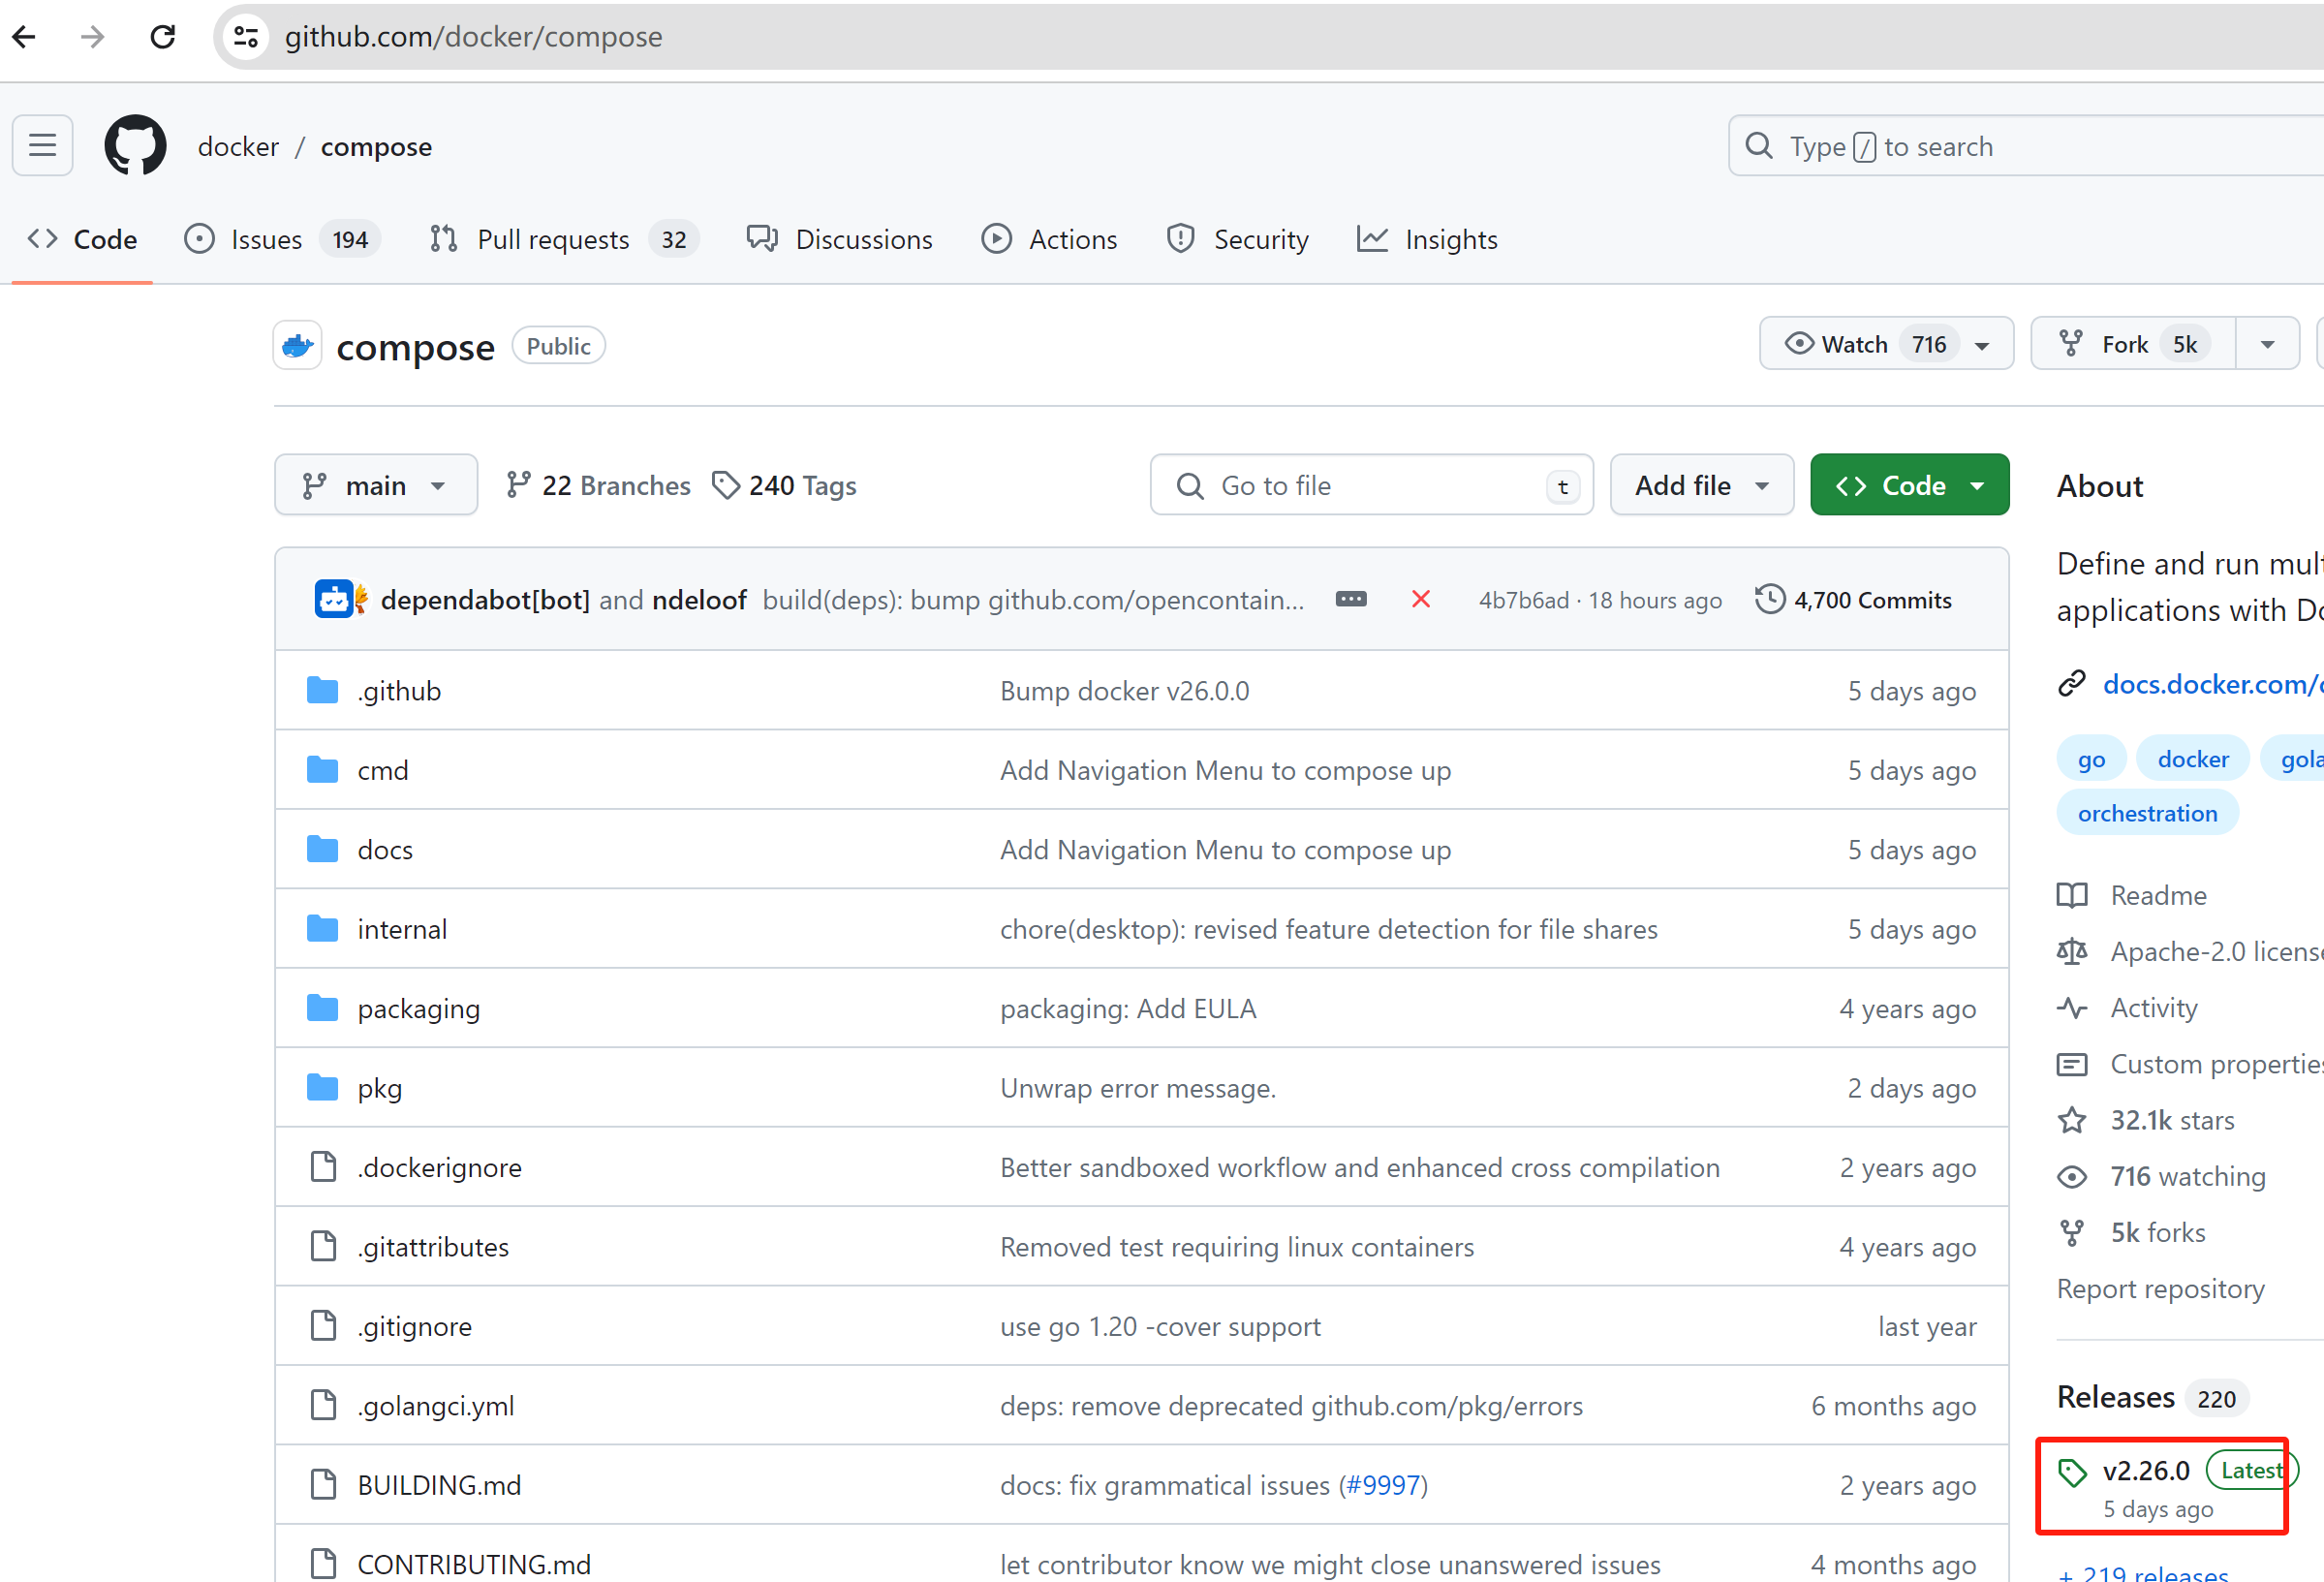 github.com/docker/compose
docker / compose
Type / to search
Code
Issues 194
Pull requests 32
Discussions
Actions
Security
Insights
compose Public
Watch 716
Fork 5k
main
22 Branches
240 Tags
Go to file t
Add file
Code
dependabot[bot] and ndeloof build(deps): bump github.com/opencontain... 4b7b6ad · 18 hours ago 4,700 Commits
.github Bump docker v26.0.0 5 days ago
cmd Add Navigation Menu to compose up 5 days ago
docs Add Navigation Menu to compose up 5 days ago
internal chore(desktop): revised feature detection for file shares 5 days ago
packaging packaging: Add EULA 4 years ago
pkg Unwrap error message. 2 days ago
.dockerignore Better sandboxed workflow and enhanced cross compilation 2 years ago
.gitattributes Removed test requiring linux containers 4 years ago
.gitignore use go 1.20 -cover support last year
.golangci.yml deps: remove deprecated github.com/pkg/errors 6 months ago
BUILDING.md docs: fix grammatical issues (#9997) 2 years ago
CONTRIBUTING.md let contributor know we might close unanswered issues 4 months ago
About
Define and run
applications with
docs.docker.com/
go docker
orchestration
Readme
Apache-2.0 license
Activity
Custom properties
32.1k stars
716 watching
5k forks
Report repository
Releases 220
v2.26.0 Latest
5 days ago
+ 219 releases